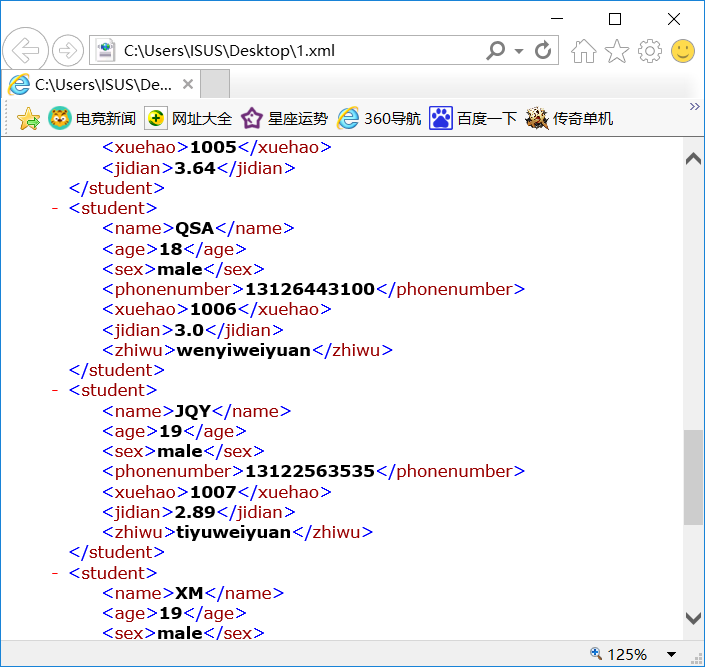 C:\Users\ISUS\Desktop\1.xml
C:\Users\ISUS\De...
电竞新闻 网址大全 星座运势 360导航 百度一下 传奇单机
<xuehao>1005</xuehao>
<jidian>3.64</jidian>
</student>
- <student>
<name>QSA</name>
<age>18</age>
<sex>male</sex>
<phonenumber>13126443100</phonenumber>
<xuehao>1006</xuehao>
<jidian>3.0</jidian>
<zhiwu>wenyiweiyuan</zhiwu>
</student>
- <student>
<name>JQY</name>
<age>19</age>
<sex>male</sex>
<phonenumber>13122563535</phonenumber>
<xuehao>1007</xuehao>
<jidian>2.89</jidian>
<zhiwu>tiyuweiyuan</zhiwu>
</student>
- <student>
<name>XM</name>
<age>19</age>
<sex>male</sex>
125%